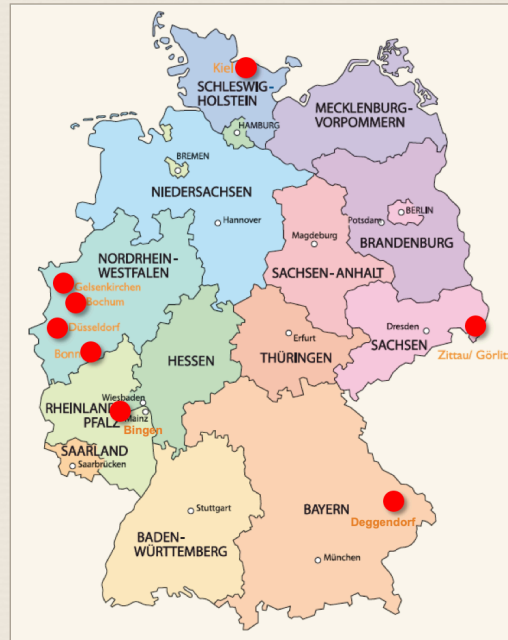 Kiel
SCHLESWIG-
HOLSTEIN
MECKLENBURG-
VORPOMMERN
HAMBURG
BREMEN
NIEDERSACHSEN
Hannover
BERLIN
Potsdam
BRANDENBURG
Magdeburg
SACHSEN-ANHALT
NORDRHEIN-
WESTFALEN
Gelsenkirchen
Bochum
Düsseldorf
Bonn
HESSEN
Erfurt
THÜRINGEN
Dresden
SACHSEN
Zittau/ Görlit
Wiesbaden
RHEINLAND
PFALZ
Mainz
Bingen
SAARLAND
Saarbrücken
Stuttgart
BADEN-
WÜRTTEMBERG
BAYERN
Deggendorf
München